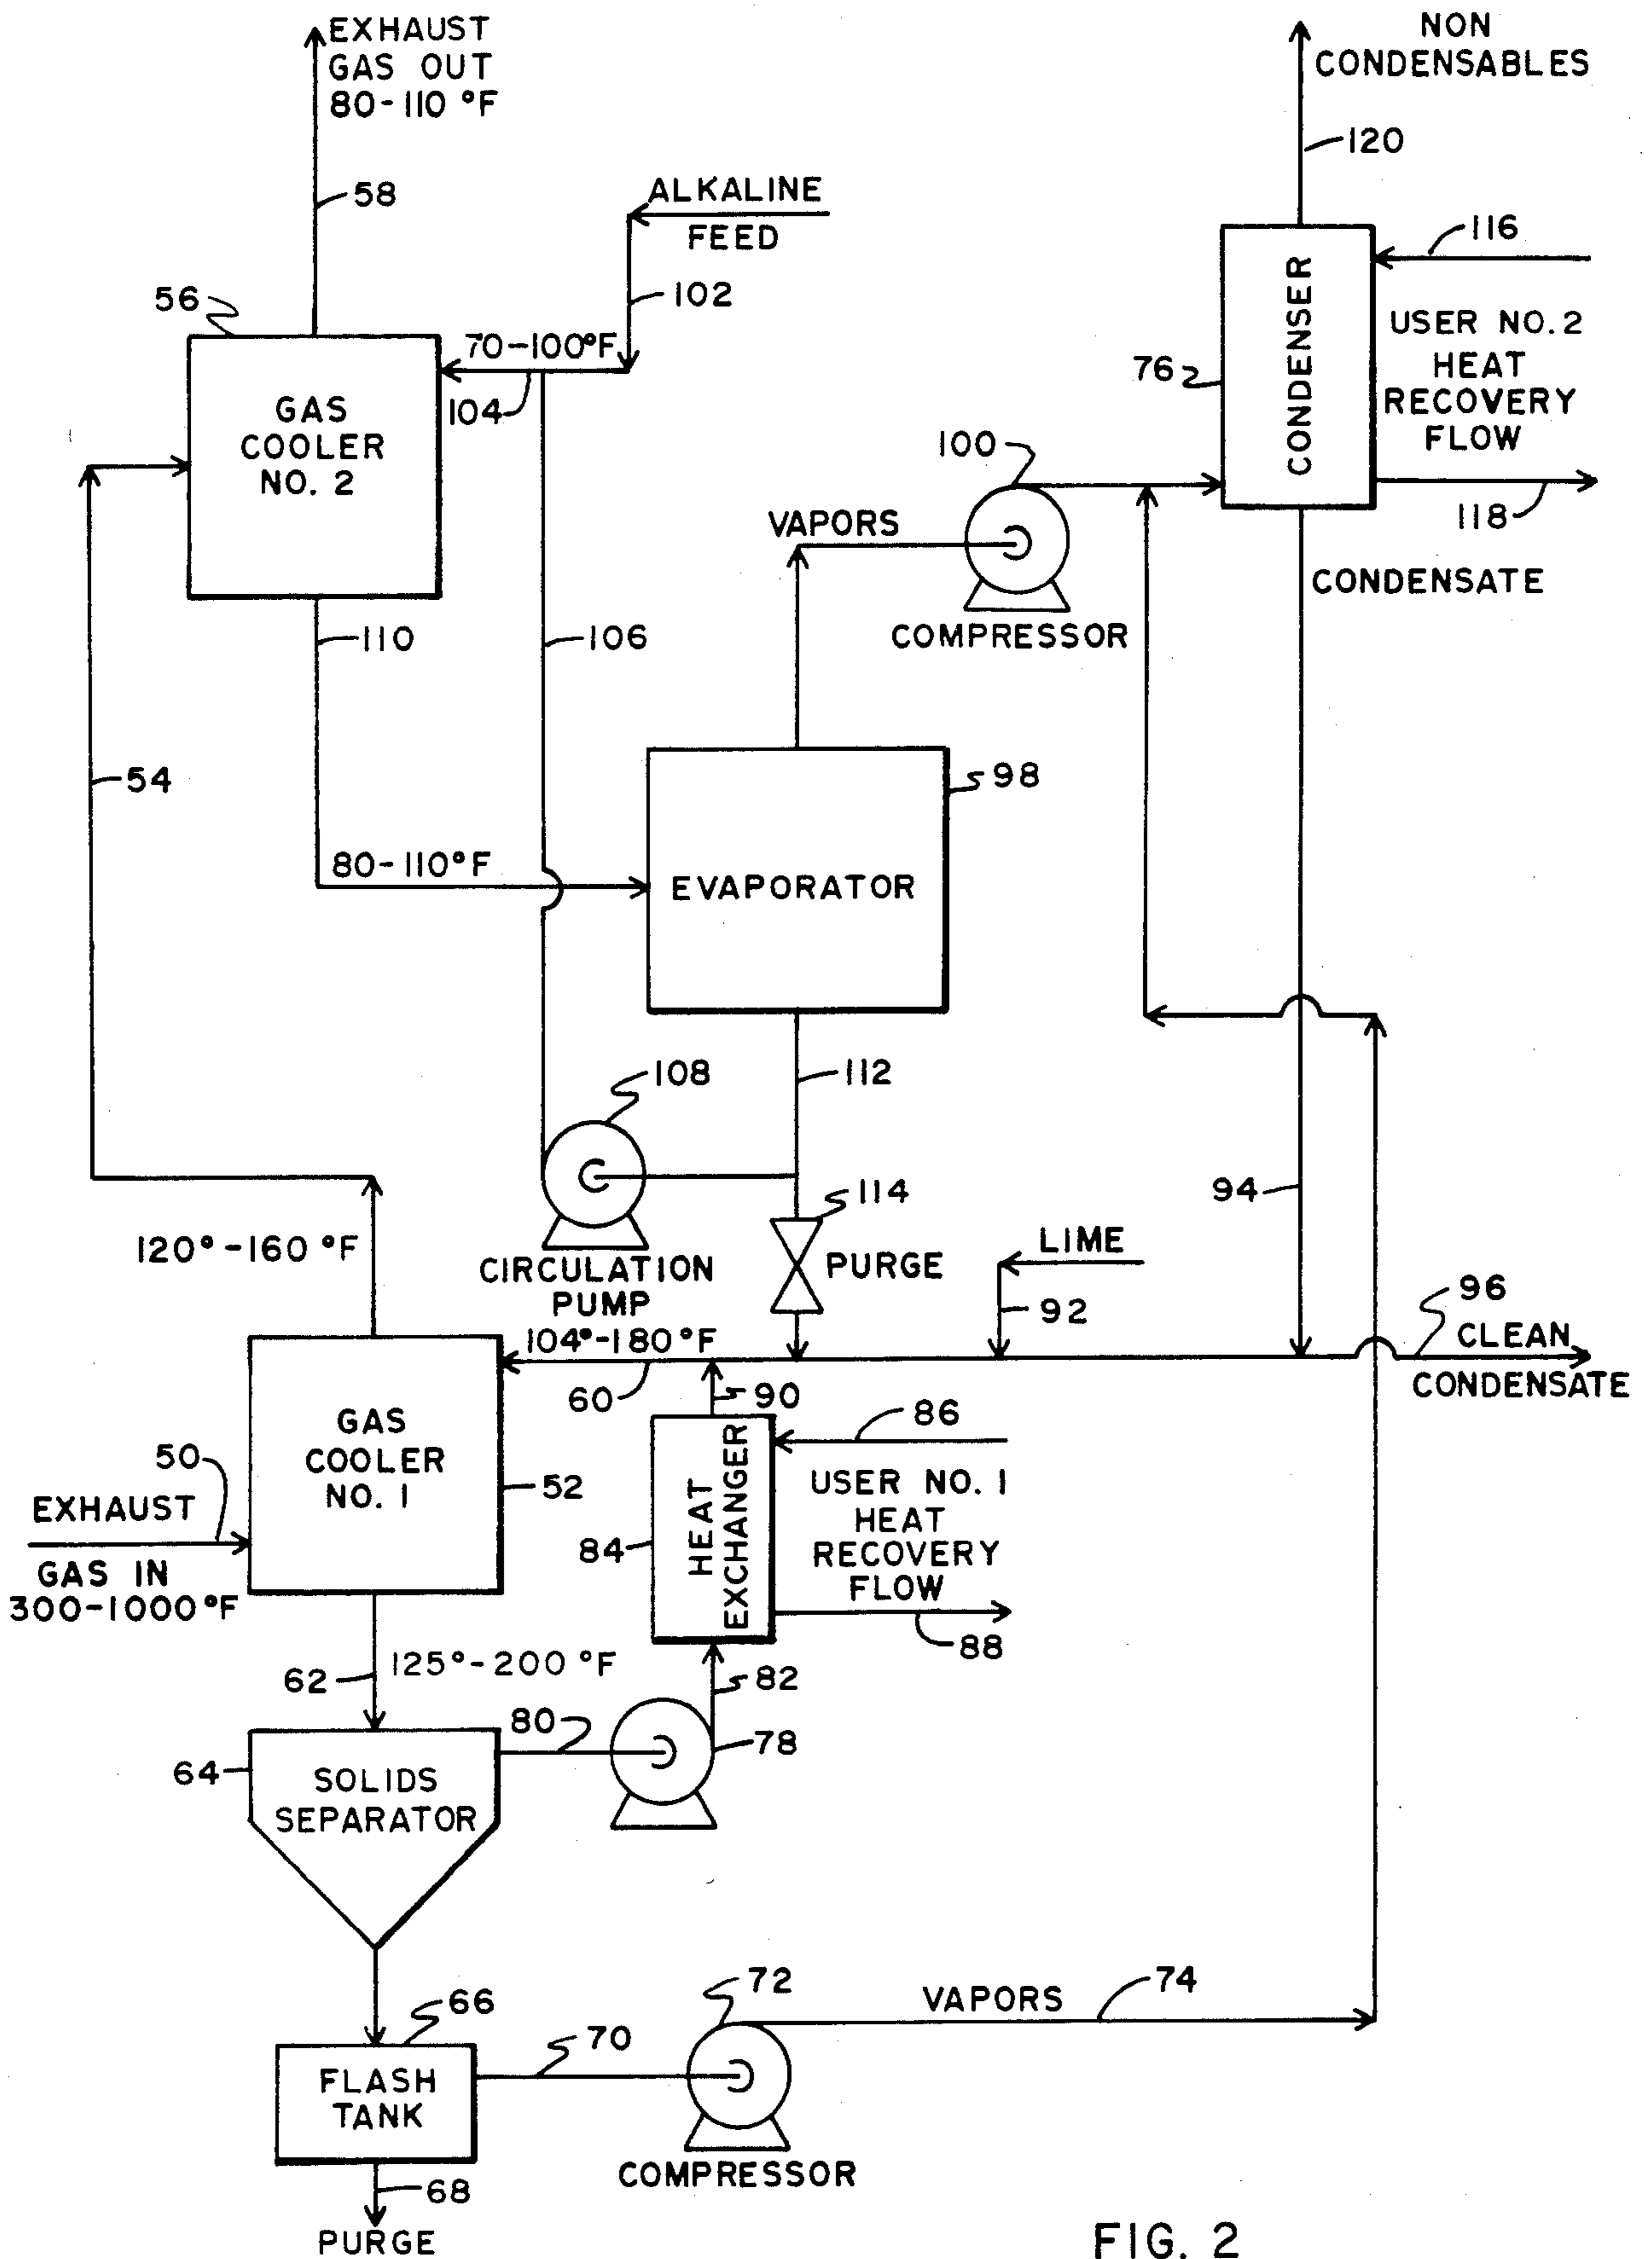 EXHAUST
GAS OUT
80-110 °F
58
NON
CONDENSABLES
120
ALKALINE
FEED
102
116
56
70-100°F
104
GAS
COOLER
NO. 2
CONDENSER
76
USER NO. 2
HEAT
RECOVERY
FLOW
118
100
VAPORS
COMPRESSOR
CONDENSATE
110
106
54
98
80-110°F
EVAPORATOR
108
112
114
94
120°-160 °F
CIRCULATION
PUMP
PURGE
LIME
92
96
CLEAN
CONDENSATE
104°-180 °F
60
90
GAS
COOLER
NO. 1
52
50
EXHAUST
GAS IN
300-1000 °F
HEAT
EXCHANGER
84
86
USER NO. 1
HEAT
RECOVERY
FLOW
88
62
125°-200 °F
82
80
78
64
SOLIDS
SEPARATOR
66
72
VAPORS
74
70
FLASH
TANK
COMPRESSOR
68
PURGE
FIG. 2